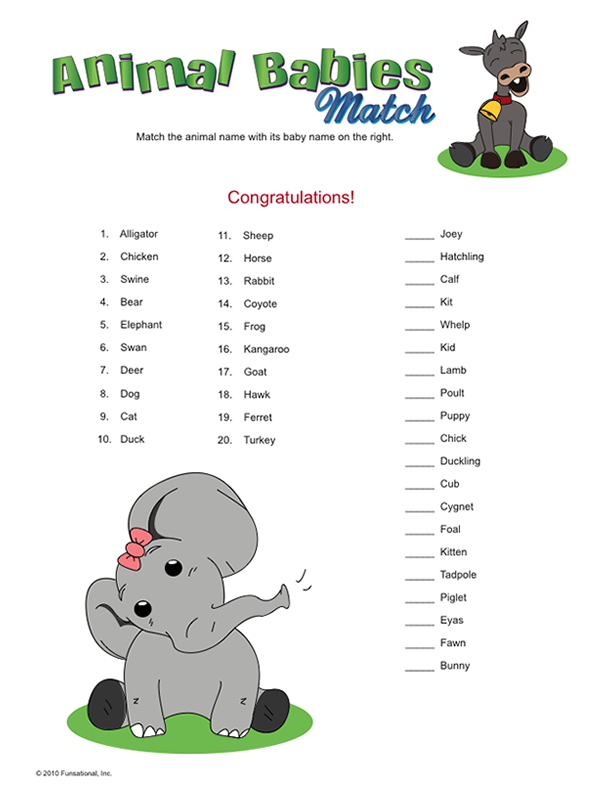 Animal Babies
Match
Match the animal name with its baby name on the right.
Congratulations!
1. Alligator
2. Chicken
3. Swine
4. Bear
5. Elephant
6. Swan
7. Deer
8. Dog
9. Cat
10. Duck
11. Sheep
12. Horse
13. Rabbit
14. Coyote
15. Frog
16. Kangaroo
17. Goat
18. Hawk
19. Ferret
20. Turkey
_____ Joey
_____ Hatchling
_____ Calf
_____ Kit
_____ Whelp
_____ Kid
_____ Lamb
_____ Poult
_____ Puppy
_____ Chick
_____ Duckling
_____ Cub
_____ Cygnet
_____ Foal
_____ Kitten
_____ Tadpole
_____ Piglet
_____ Eyas
_____ Fawn
_____ Bunny
© 2010 Funsational, Inc.